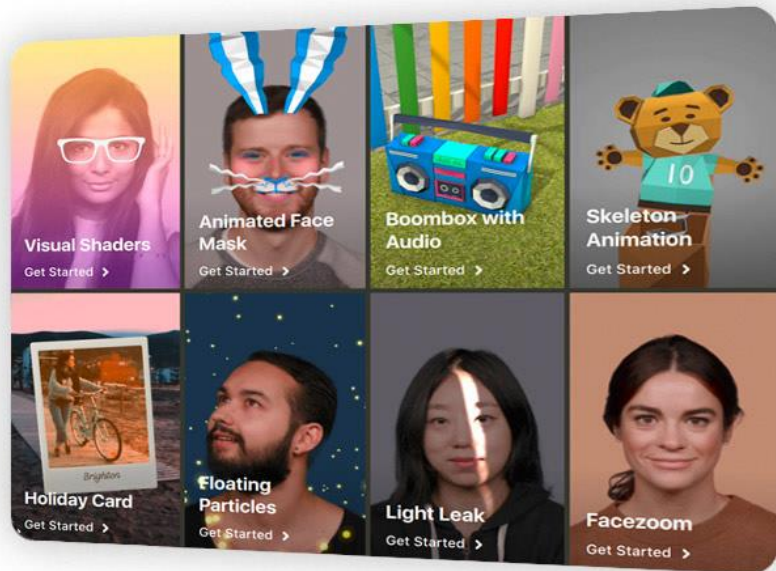 Visual Shaders
Get Started >
Animated Face
Mask
Get Started >
Boombox with
Audio
Get Started >
10
Skeleton
Animation
Get Started >
Brighton
Holiday Card
Get Started >
Floating
Particles
Get Started >
Light Leak
Get Started >
Facezoom
Get Started >